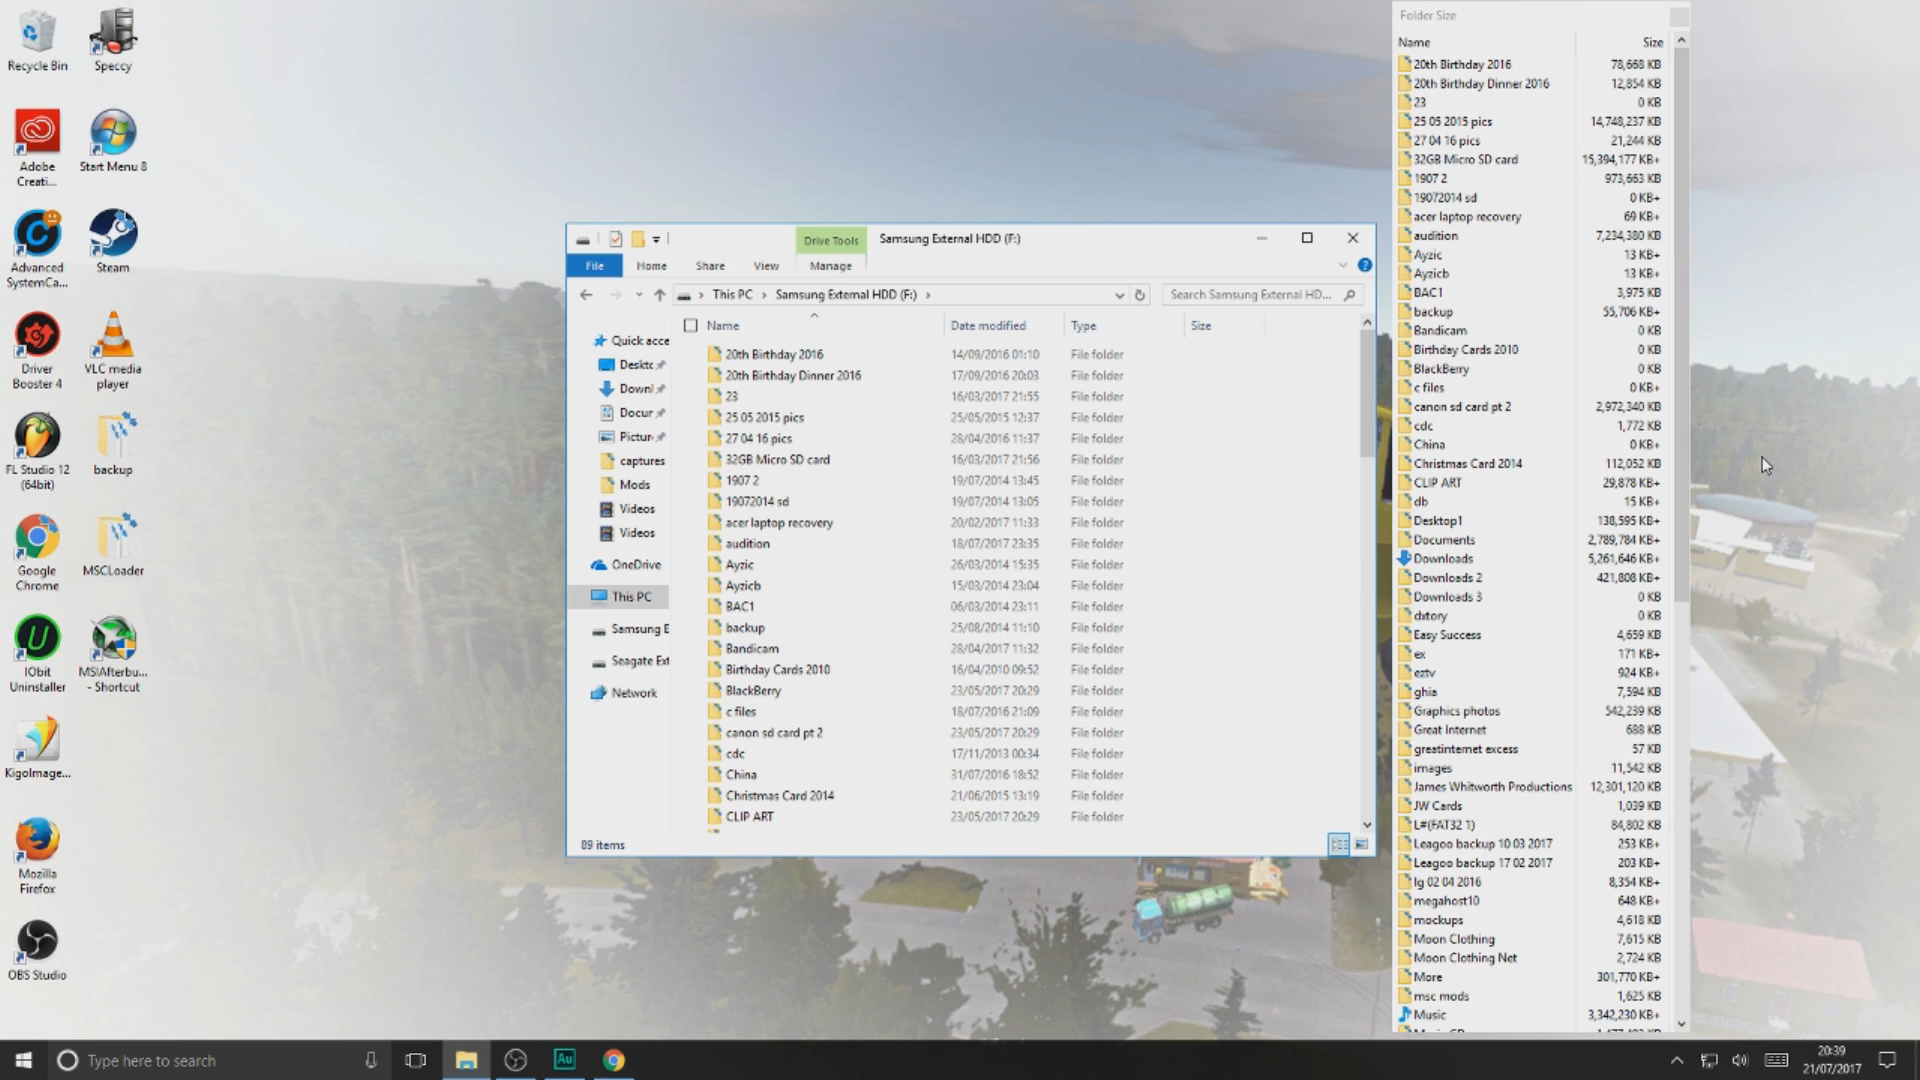 Recycle Bin
Speccy
Adobe Creati...
Start Menu 8
Advanced SystemCa...
Steam
Driver Booster 4
VLC media player
FL Studio 12 (64bit)
backup
Google Chrome
MSCLoader
IObit Uninstaller
MSIAfterbu... - Shortcut
KigoImage...
Mozilla Firefox
OBS Studio
Drive Tools
Samsung External HDD (F:)
File Home Share View Manage
This PC > Samsung External HDD (F:) >
Search Samsung External HD...
Quick acce
Deskto
Downl
Docur
Pictur
captures
Mods
Videos
Videos
OneDrive
This PC
Samsung E
Seagate Ext
Network
Name Date modified Type Size
20th Birthday 2016 14/09/2016 01:10 File folder
20th Birthday Dinner 2016 17/09/2016 20:03 File folder
23 16/03/2017 21:55 File folder
25 05 2015 pics 25/05/2015 12:37 File folder
27 04 16 pics 28/04/2016 11:37 File folder
32GB Micro SD card 16/03/2017 21:56 File folder
1907 2 19/07/2014 13:45 File folder
19072014 sd 19/07/2014 13:05 File folder
acer laptop recovery 20/02/2017 11:33 File folder
audition 18/07/2017 23:35 File folder
Ayzic 26/03/2014 15:35 File folder
Ayzicb 15/03/2014 23:04 File folder
BAC1 06/03/2014 23:11 File folder
backup 25/08/2014 11:10 File folder
Bandicam 28/04/2017 11:32 File folder
Birthday Cards 2010 16/04/2010 09:52 File folder
BlackBerry 23/05/2017 20:29 File folder
c files 18/07/2016 21:09 File folder
canon sd card pt 2 23/05/2017 20:29 File folder
cdc 17/11/2013 00:34 File folder
China 31/07/2016 18:52 File folder
Christmas Card 2014 21/06/2015 13:19 File folder
CLIP ART 23/05/2017 20:29 File folder
89 items
Folder Size
Name Size
20th Birthday 2016 78,668 KB
20th Birthday Dinner 2016 12,854 KB
23 0 KB
25 05 2015 pics 14,748,237 KB
27 04 16 pics 21,244 KB
32GB Micro SD card 15,394,177 KB+
1907 2 973,663 KB
19072014 sd 0 KB+
acer laptop recovery 69 KB+
audition 7,234,380 KB+
Ayzic 13 KB+
Ayzicb 13 KB+
BAC1 3,975 KB
backup 55,706 KB+
Bandicam 0 KB
Birthday Cards 2010 0 KB
BlackBerry 0 KB
c files 0 KB+
canon sd card pt 2 2,972,340 KB
cdc 1,772 KB
China 0 KB+
Christmas Card 2014 112,052 KB
CLIP ART 29,878 KB+
db 15 KB+
Desktop1 138,595 KB+
Documents 2,789,784 KB+
Downloads 5,261,646 KB+
Downloads 2 421,808 KB+
Downloads 3 0 KB
dxtory 0 KB
Easy Success 4,659 KB
ex 171 KB+
eztv 924 KB+
ghia 7,594 KB
Graphics photos 542,239 KB
Great Internet 688 KB
greatinternet excess 57 KB
images 11,542 KB
James Whitworth Productions 12,301,120 KB+
JW Cards 1,039 KB
L#(FAT32 1) 84,802 KB
Leagoo backup 10 03 2017 253 KB+
Leagoo backup 17 02 2017 203 KB+
lg 02 04 2016 8,354 KB+
megahost10 648 KB+
mockups 4,618 KB
Moon Clothing 7,615 KB
Moon Clothing Net 2,724 KB
More 301,770 KB+
msc mods 1,625 KB
Music 3,342,230 KB+
Type here to search
Au
20:39
21/07/2017